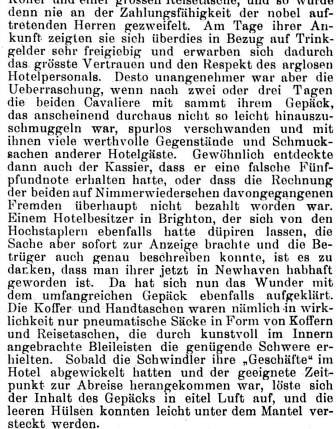 Koffer und einer grossen Reisetasche, und so wurde
denn nie an der Zahlungsfähigkeit der nobel auf-
tretenden Herren gezweifelt. Am Tage ihrer An-
kunft zeigten sie sich überdies in Bezug auf Trink-
gelder sehr freigiebig und erwarben sich dadurch
das grösste Vertrauen und den Respekt des arglosen
Hotelpersonals. Desto unangenehmer war aber die
Ueberraschung, wenn nach zwei oder drei Tagen
die beiden Cavaliere mit sammt ihrem Gepäck,
das anscheinend durchaus nicht so leicht hinauszu-
schmuggeln war, spurlos verschwanden und mit
ihnen viele werthvolle Gegenstände und Schmuck-
sachen anderer Hotelgäste. Gewöhnlich entdeckte
dann auch der Kassier, dass er eine falsche Fünf-
pfundnote erhalten hatte, oder dass die Rechnung
der beiden auf Nimmerwiedersehen davongegangenen
Fremden überhaupt nicht bezahlt worden war.
Einem Hotelbesitzer in Brighton, der sich von den
Hochstaplern ebenfalls hatte düpiren lassen, die
Sache aber sofort zur Anzeige brachte und die Be-
trüger auch genau beschreiben konnte, ist es zu
danken, dass man ihrer jetzt in Newhaven habhaft
geworden ist. Da hat sich nun das Wunder mit
dem umfangreichen Gepäck ebenfalls aufgeklärt.
Die Koffer und Handtaschen waren nämlich in wirk-
lichkeit nur pneumatische Säcke in Form von Koffern
und Reisetaschen, die durch kunstvoll im Innern
angebrachte Bleileisten die genügende Schwere er-
hielten. Sobald die Schwindler ihre „Geschäfte“ im
Hotel abgewickelt hatten und der geeignete Zeit-
punkt zur Abreise herangekommen war, löste sich
der Inhalt des Gepäcks in eitel Luft auf, und die
leeren Hülsen konnten leicht unter dem Mantel ver-
steckt werden.